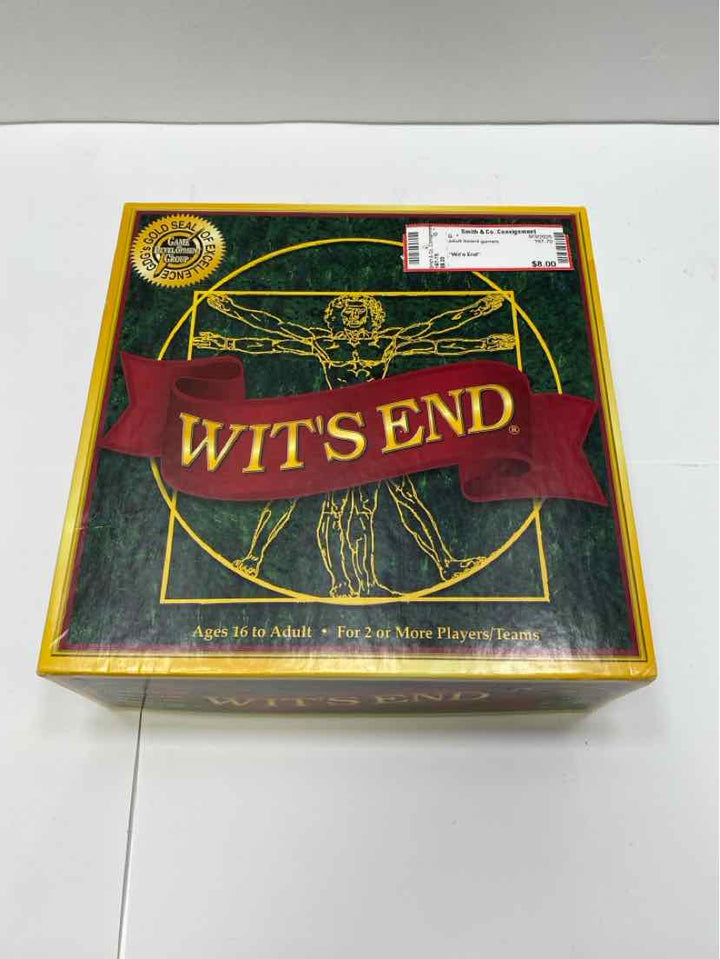 GDG's GOLD SEAL OF EXCELLENCE
GAME
DEVELOPMENT
GROUP
Smith & Co. Consignment
adult board games
"Wit's End"
$8.00
WIT'S END®
Ages 16 to Adult • For 2 or More Players/Teams
WIT'S END